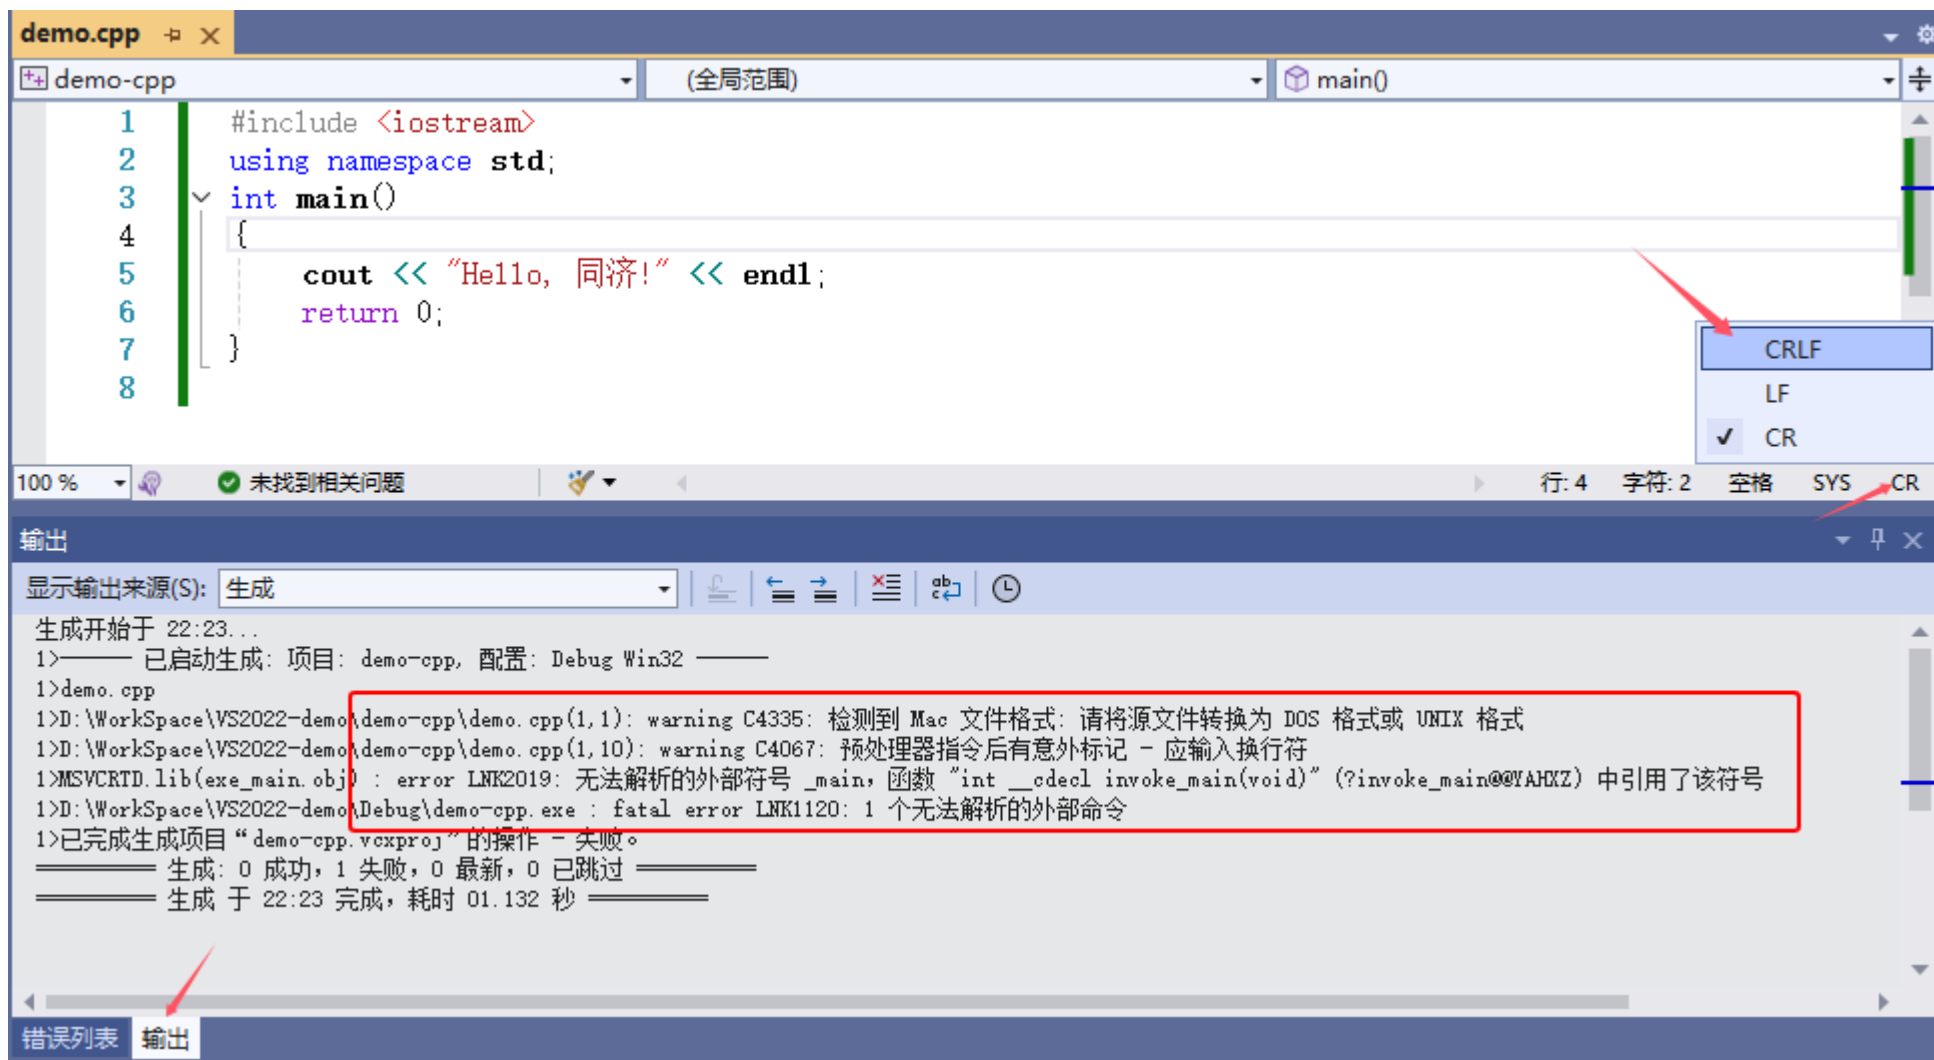 demo.cpp
demo-cpp (全局范围) main()
1 #include <iostream>
2 using namespace std;
3 int main()
4 {
5 cout << "Hello, 同济!" << endl;
6 return 0;
7 }
8
CRLF
LF
CR
100 % 未找到相关问题 行: 4 字符: 2 空格 SYS CR
输出
显示输出来源(S): 生成
生成开始于 22:23...
1>------ 已启动生成: 项目: demo-cpp, 配置: Debug Win32 ------
1>demo.cpp
1>D:\WorkSpace\VS2022-demo\demo-cpp\demo.cpp(1,1): warning C4335: 检测到 Mac 文件格式: 请将源文件转换为 DOS 格式或 UNIX 格式
1>D:\WorkSpace\VS2022-demo\demo-cpp\demo.cpp(1,10): warning C4067: 预处理器指令后有意外标记 - 应输入换行符
1>MSVCRTD.lib(exe_main.obj) : error LNK2019: 无法解析的外部符号 _main，函数 "int __cdecl invoke_main(void)" (?invoke_main@@YAHXZ) 中引用了该符号
1>D:\WorkSpace\VS2022-demo\Debug\demo-cpp.exe : fatal error LNK1120: 1 个无法解析的外部命令
1>已完成生成项目“demo-cpp.vcxproj”的操作 - 失败。
========== 生成: 0 成功，1 失败，0 最新，0 已跳过 ==========
========== 生成 于 22:23 完成，耗时 01.132 秒 ==========
错误列表 输出